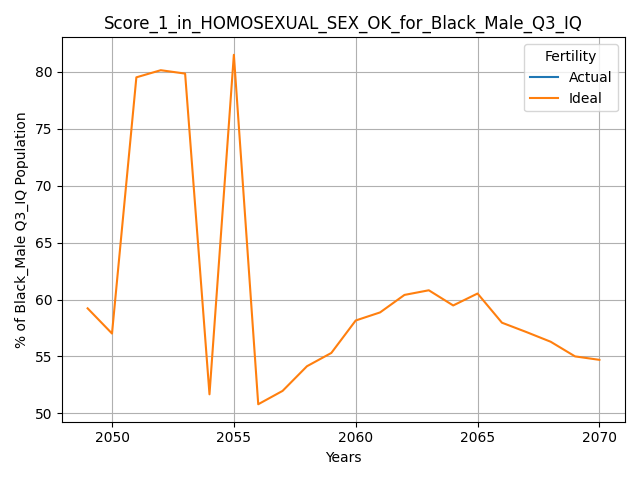 Score_1_in_HOMOSEXUAL_SEX_OK_for_Black_Male_Q3_IQ
Fertility
Actual
Ideal
% of Black_Male Q3_IQ Population
80
75
70
65
60
55
50
2050 2055 2060 2065 2070
Years